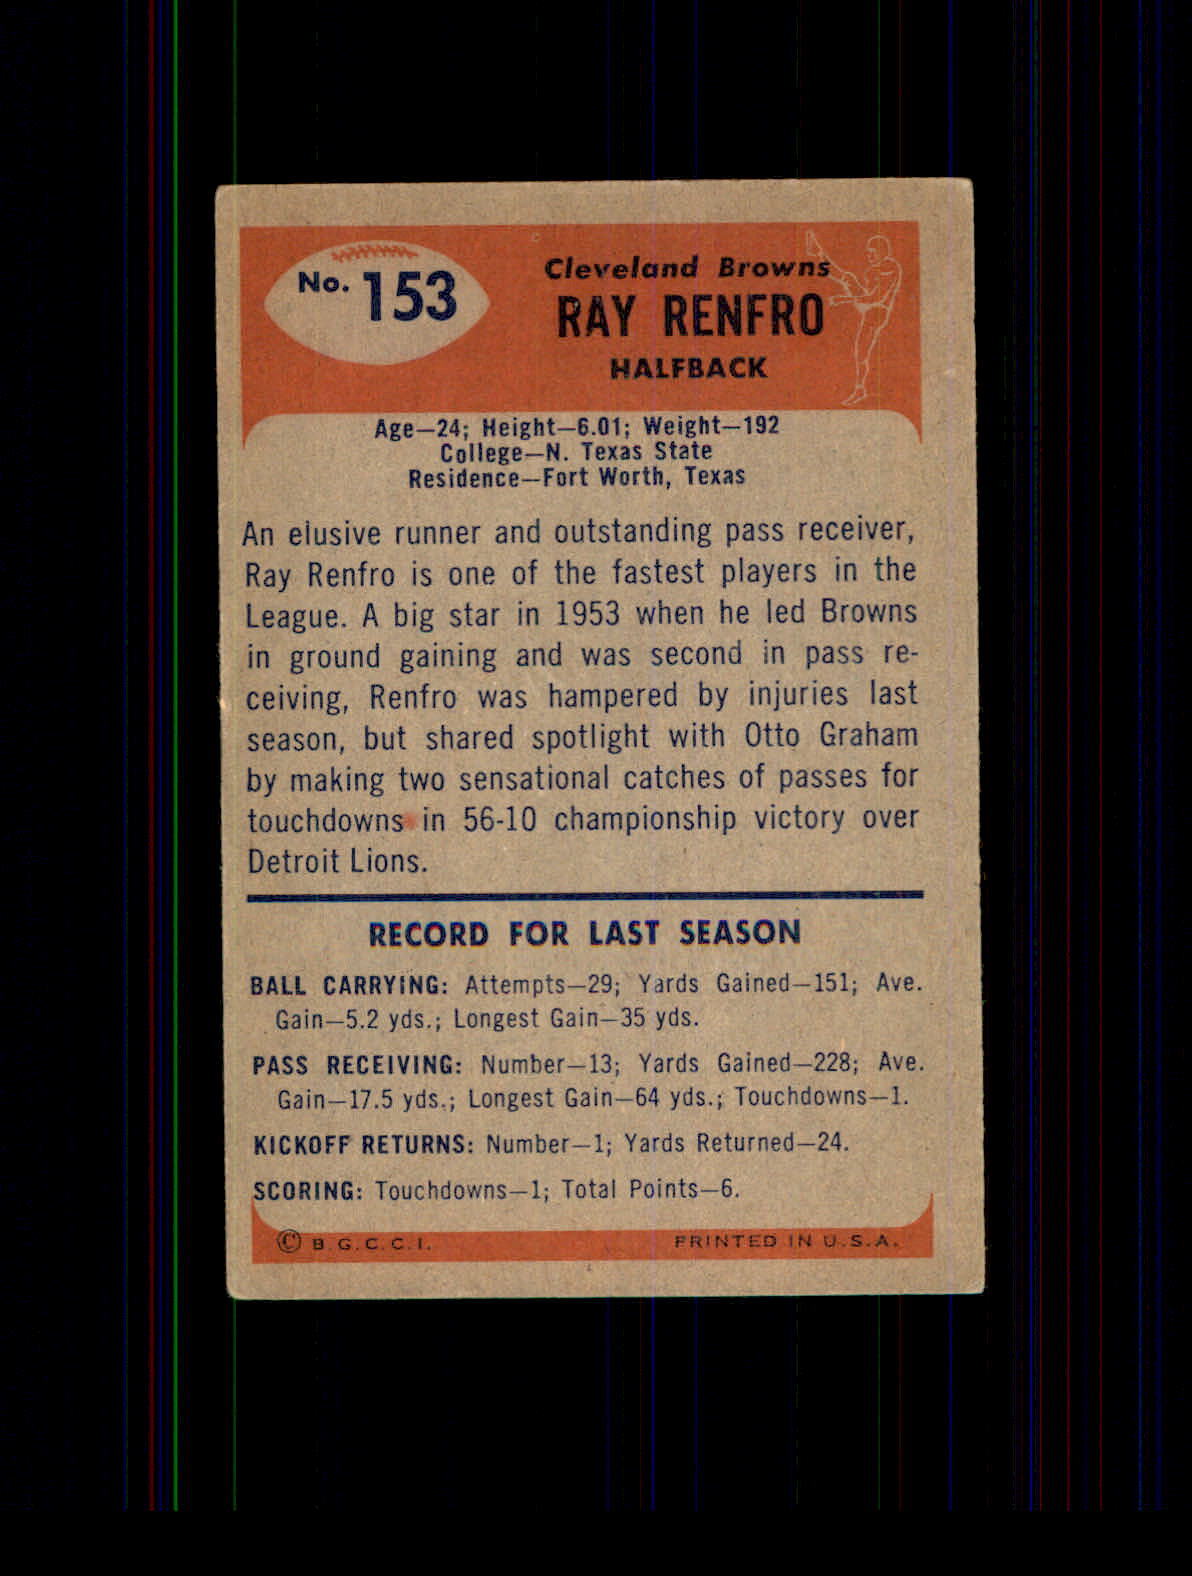 No. 153
Cleveland Browns
RAY RENFRO
HALFBACK
Age—24; Height—6.01; Weight—192
College—N. Texas State
Residence—Fort Worth, Texas
An elusive runner and outstanding pass receiver,
Ray Renfro is one of the fastest players in the
League. A big star in 1953 when he led Browns
in ground gaining and was second in pass re-
ceiving, Renfro was hampered by injuries last
season, but shared spotlight with Otto Graham
by making two sensational catches of passes for
touchdowns in 56-10 championship victory over
Detroit Lions.
RECORD FOR LAST SEASON
BALL CARRYING: Attempts—29; Yards Gained—151; Ave.
Gain—5.2 yds.; Longest Gain—35 yds.
PASS RECEIVING: Number—13; Yards Gained—228; Ave.
Gain—17.5 yds.; Longest Gain—64 yds.; Touchdowns—1.
KICKOFF RETURNS: Number—1; Yards Returned—24.
SCORING: Touchdowns—1; Total Points—6.
© B. G. C. C. I. PRINTED IN U.S.A.